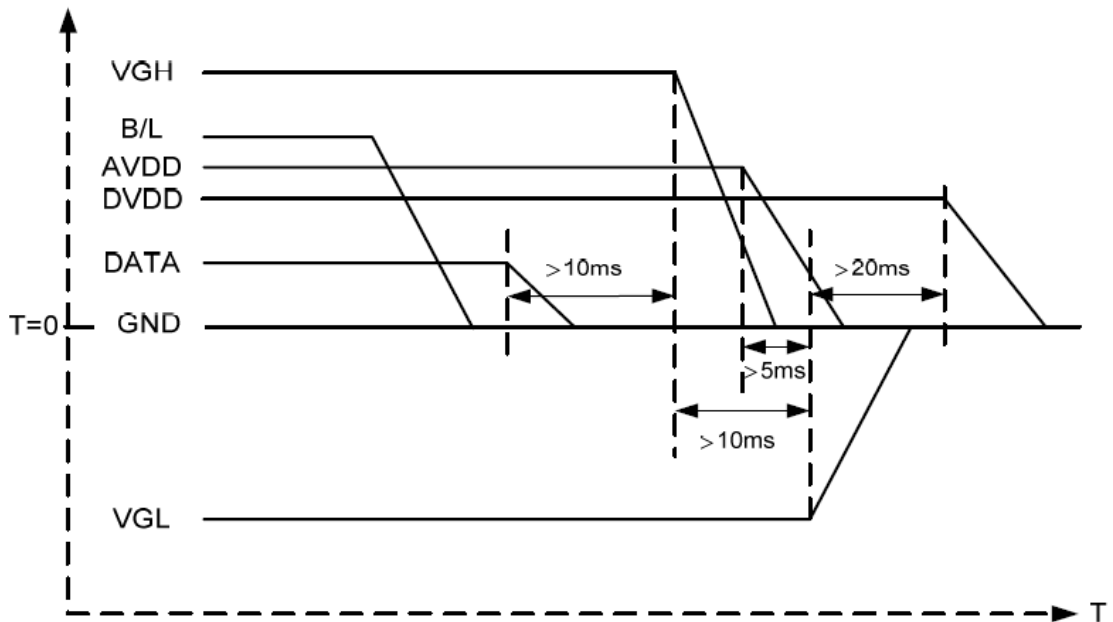 VGH
B/L
AVDD
DVDD
DATA
>10ms
>20ms
T=0
GND
>5ms
>10ms
VGL
T